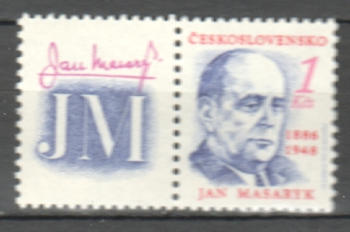 Jan Masaryk
JM
ČESKOSLOVENSKO
1
Kčs
1886
1948
JAN MASARYK